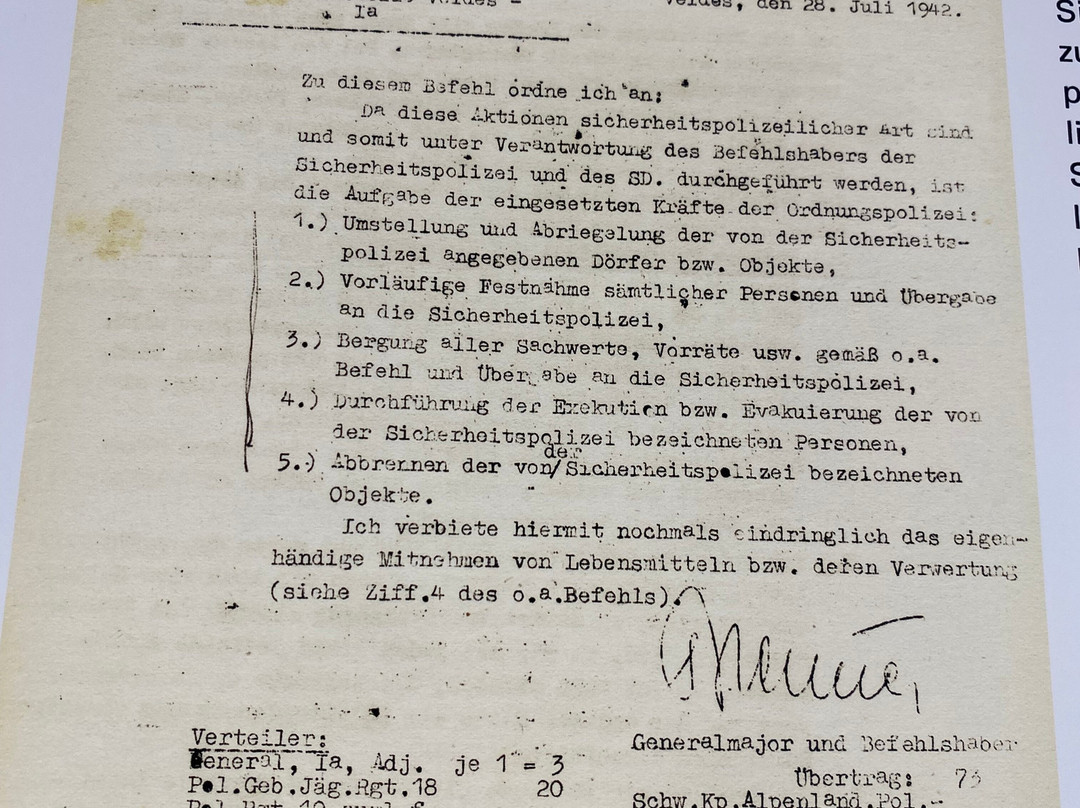 Veldes, den 28. Juli 1942.
Ia
Zu diesem Befehl ordne ich an:
Da diese Aktionen sicherheitspolizeilicher Art sind
und somit unter Verantwortung des Befehlshabers der
Sicherheitspolizei und des SD. durchgeführt werden, ist
die Aufgabe der eingesetzten Kräfte der Ordnungspolizei:
1.) Umstellung und Abriegelung der von der Sicherheits-
polizei angegebenen Dörfer bzw. Objekte,
2.) Vorläufige Festnahme sämtlicher Personen und Übergabe
an die Sicherheitspolizei,
3.) Bergung aller Sachwerte, Vorräte usw. gemäß o.a.
Befehl und Übergabe an die Sicherheitspolizei,
4.) Durchführung der Exekution bzw. Evakuierung der von
der Sicherheitspolizei bezeichneten Personen,
der
5.) Abbrennen der von/Sicherheitspolizei bezeichneten
Objekte.
Ich verbiete hiermit nochmals eindringlich das eigen-
händige Mitnehmen von Lebensmitteln bzw. deren Verwertung
(siehe Ziff.4 des o.a.Befehls).
Generalmajor und Befehlshaber
Verteiler:
General, Ia, Adj. je 1 = 3
Übertrag:
Pol.Geb.Jäg.Rgt.18 20
Schw.Kp.Alpenland.Pol.-